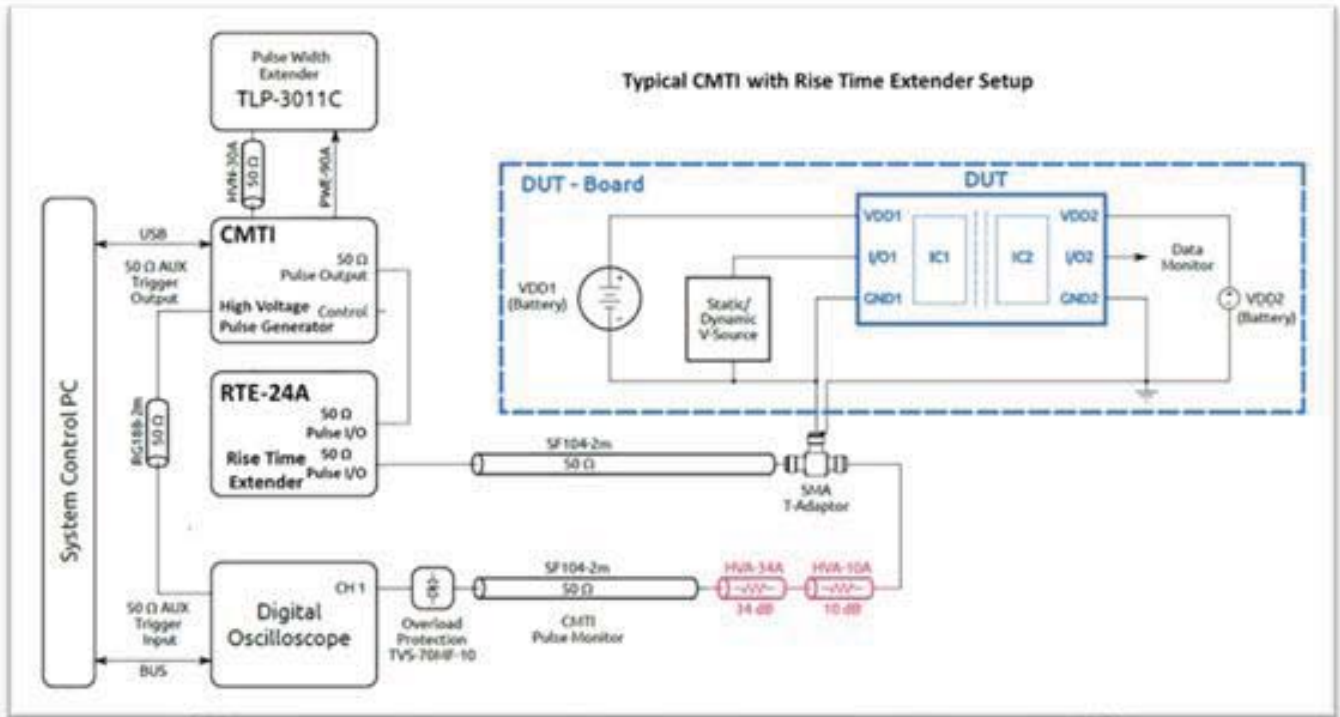 Pulse Width
Extender
TLP-3011C
Typical CMTI with Rise Time Extender Setup
HVN-30A
50 Ω
PWE-90A
DUT - Board
DUT
VDD1
I/O1
GND1
IC1
IC2
VDD2
I/O2
GND2
Data
Monitor
VDD1
(Battery)
Static/
Dynamic
V-Source
VDD2
(Battery)
System Control PC
USB
50 Ω AUX
Trigger
Output
CMTI
50 Ω
Pulse Output
High Voltage
Pulse Generator
Control
RG188-2m
50 Ω
RTE-24A
50 Ω
Pulse I/O
Rise Time
Extender
50 Ω
Pulse I/O
SF104-2m
50 Ω
SMA
T-Adaptor
50 Ω AUX
Trigger
Input
BUS
Digital
Oscilloscope
CH 1
Overload
Protection
TVS-70HF-10
SF104-2m
50 Ω
CMTI
Pulse Monitor
HVA-34A
34 dB
HVA-10A
10 dB